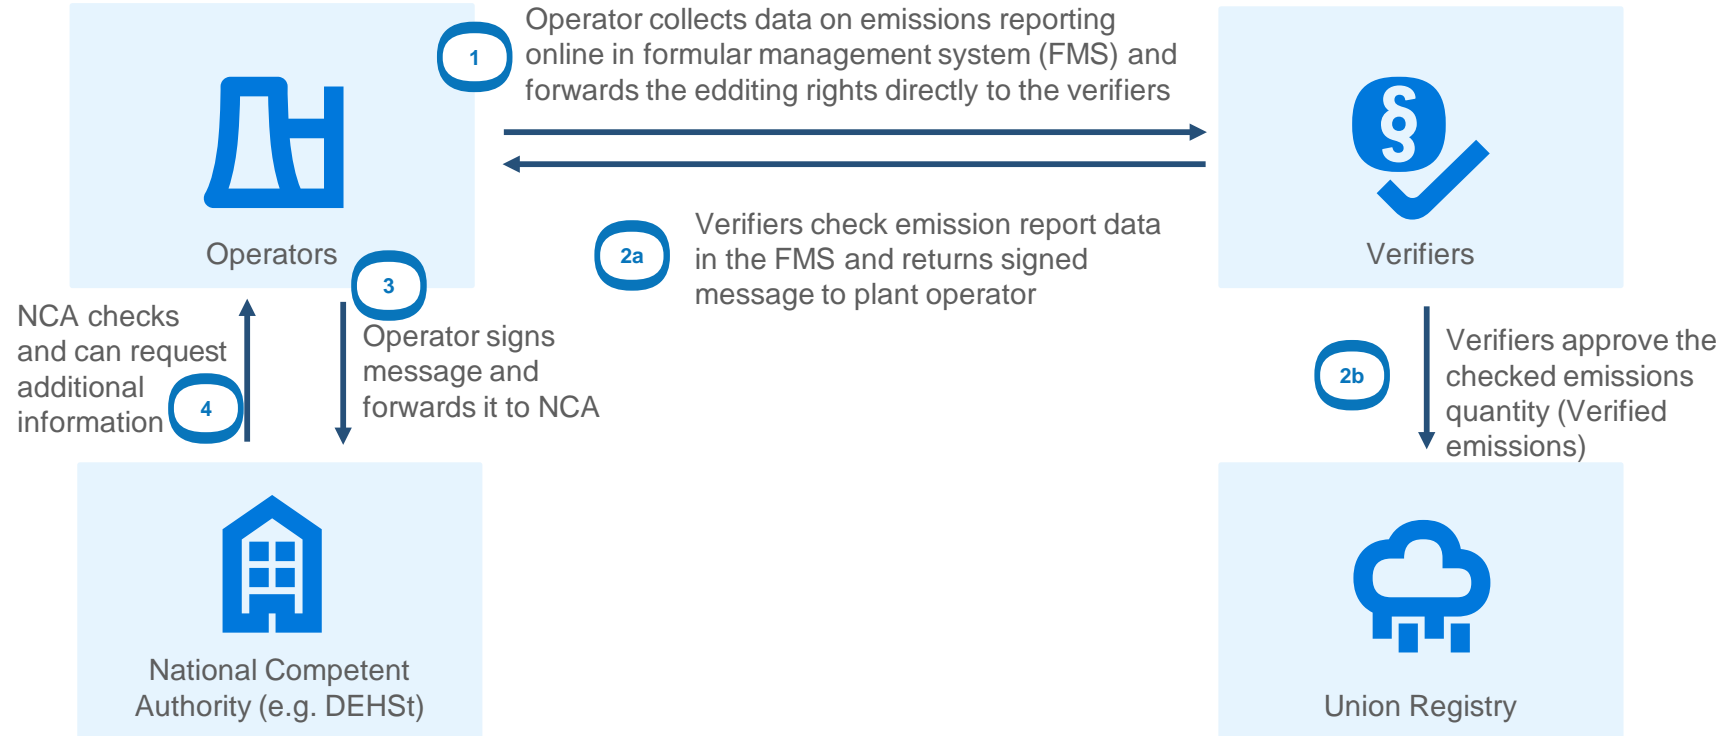 1
Operator collects data on emissions reporting
online in formular management system (FMS) and
forwards the edditing rights directly to the verifiers
§
Operators
Verifiers
2a
Verifiers check emission report data
in the FMS and returns signed
message to plant operator
3
Operator signs
message and
forwards it to NCA
NCA checks
and can request
additional
information
4
2b
Verifiers approve the
checked emissions
quantity (Verified
emissions)
National Competent
Authority (e.g. DEHSt)
Union Registry